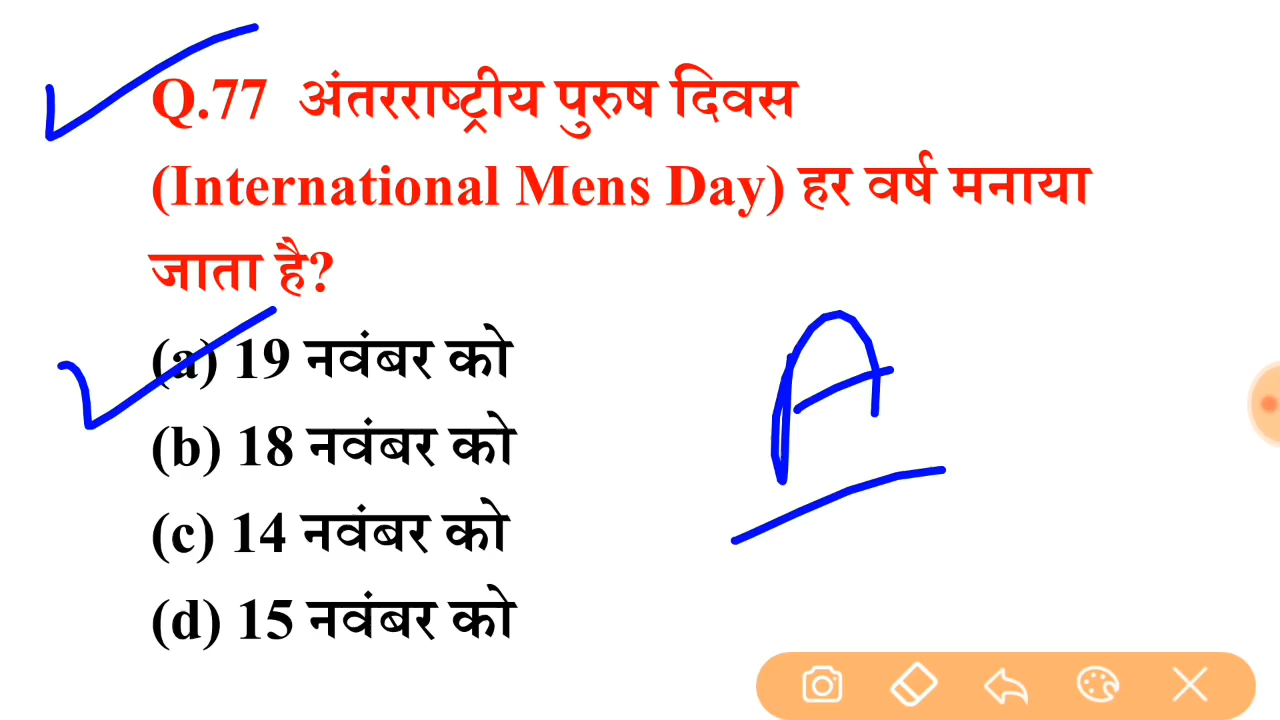 Q.77 अंतरराष्ट्रीय पुरुष दिवस
(International Mens Day) हर वर्ष मनाया
जाता है?
(a) 19 नवंबर को
(b) 18 नवंबर को
(c) 14 नवंबर को
(d) 15 नवंबर को
A